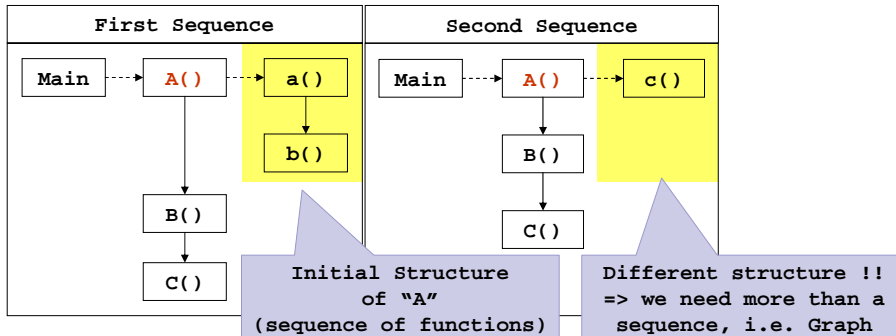 First Sequence
Main
A()
a()
b()
B()
C()
Initial Structure
of “A”
(sequence of functions)
Second Sequence
Main
A()
c()
B()
C()
Different structure !!
=> we need more than a
sequence, i.e. Graph